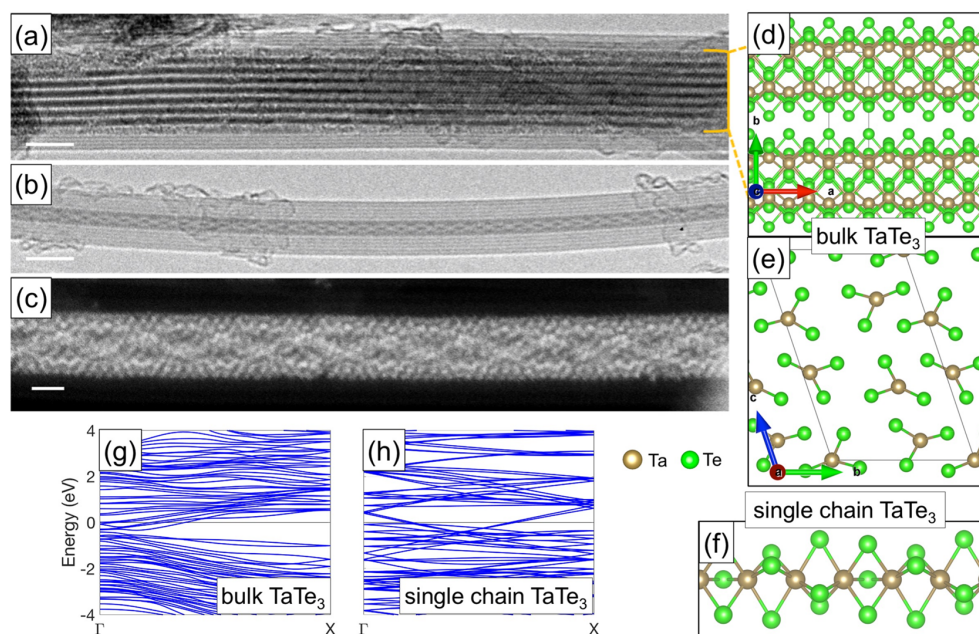 (a)
(d)
b
c
a
bulk TaTe3
(b)
(e)
c
a
b
(c)
(g)
(h)
4
2
0
-2
-4
Energy (eV)
Γ
X
bulk TaTe3
single chain TaTe3
Ta
Te
single chain TaTe3
(f)